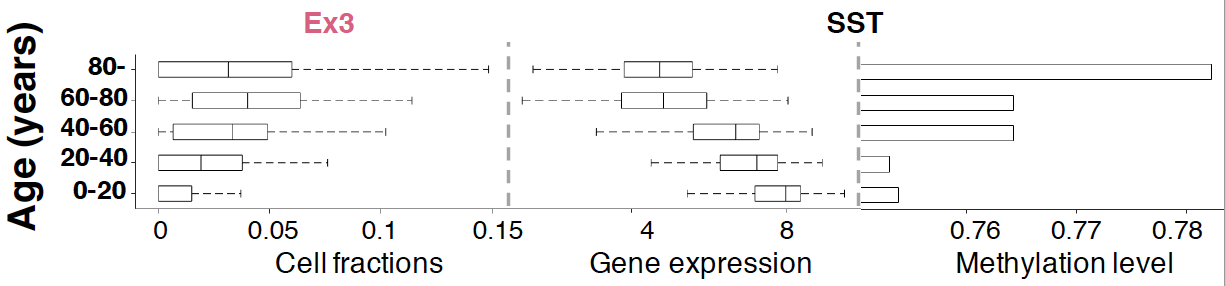 Ex3 SST
Age (years)
80-
60-80
40-60
20-40
0-20
0 0.05 0.1 0.15 4 8 0.76 0.77 0.78
Cell fractions Gene expression Methylation level